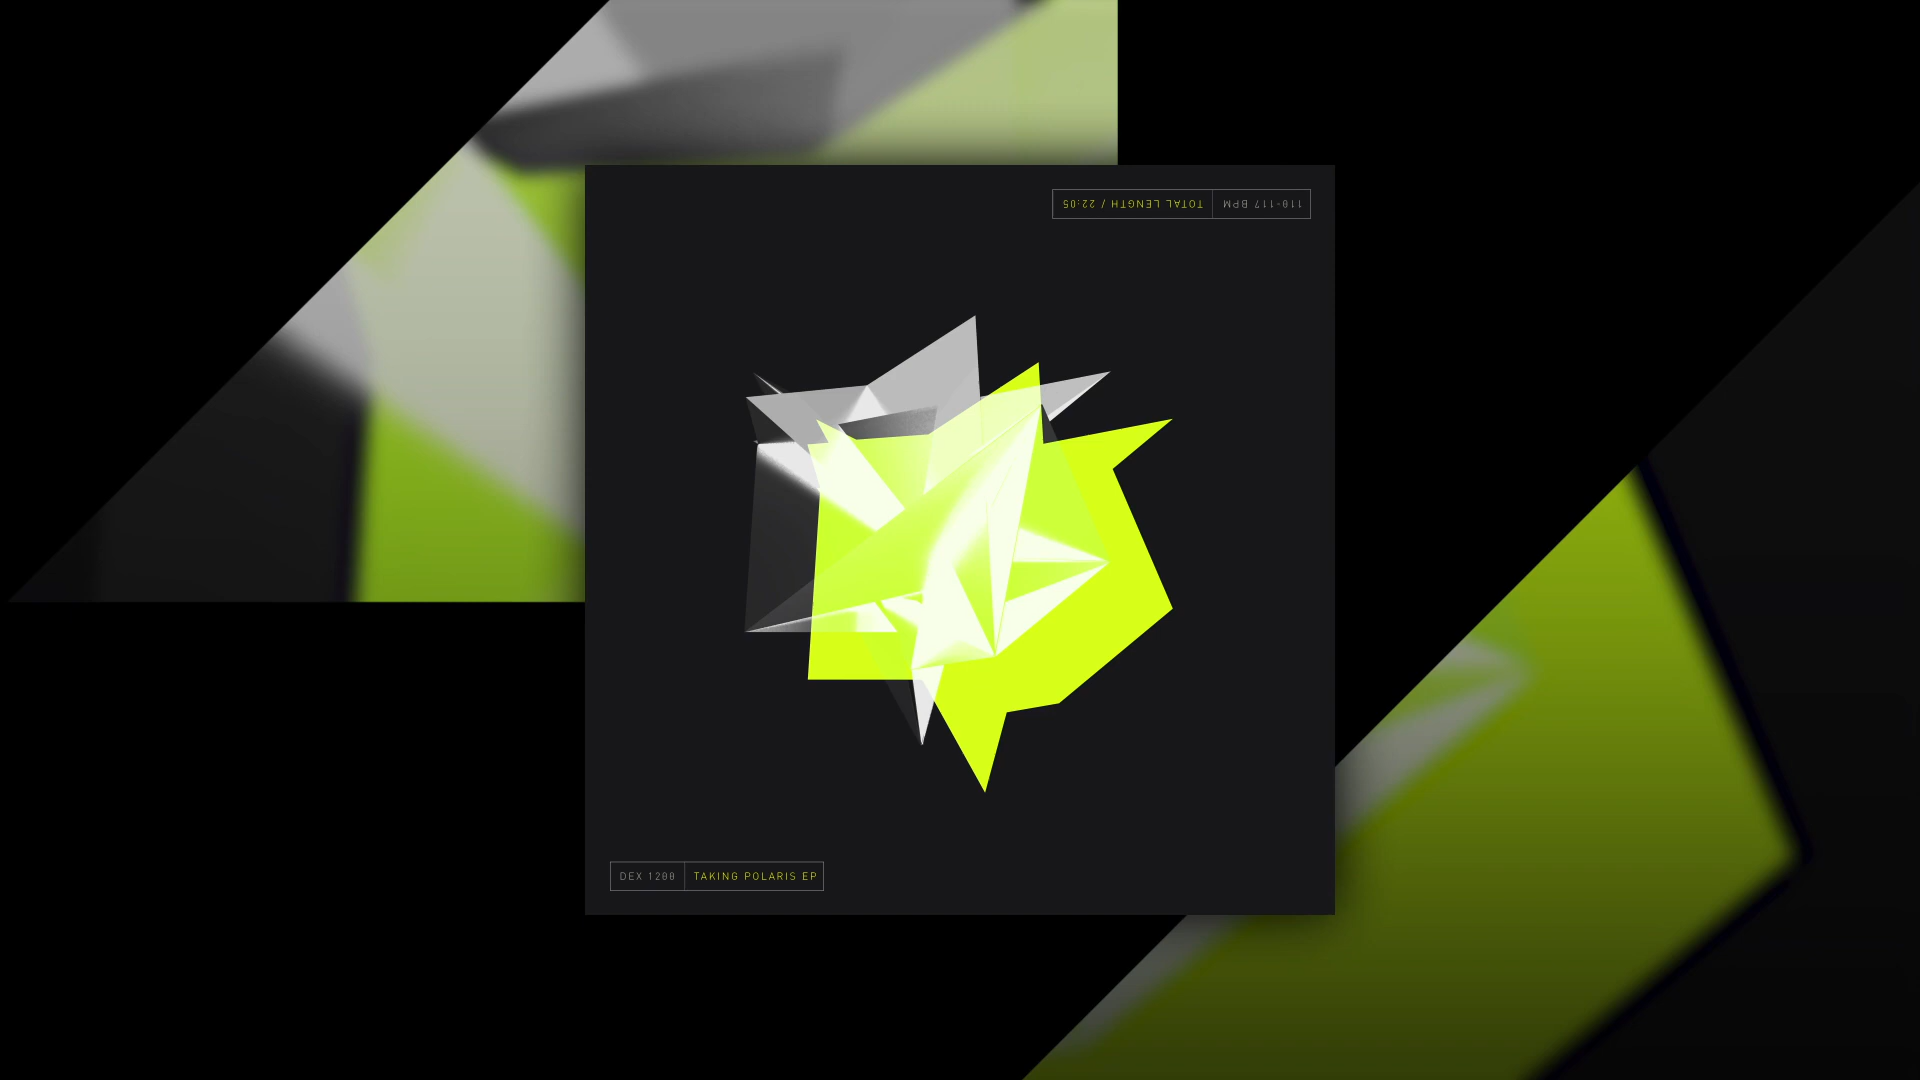 110-117 BPM TOTAL LENGTH / 22:05
DEX 1200 TAKING POLARIS EP